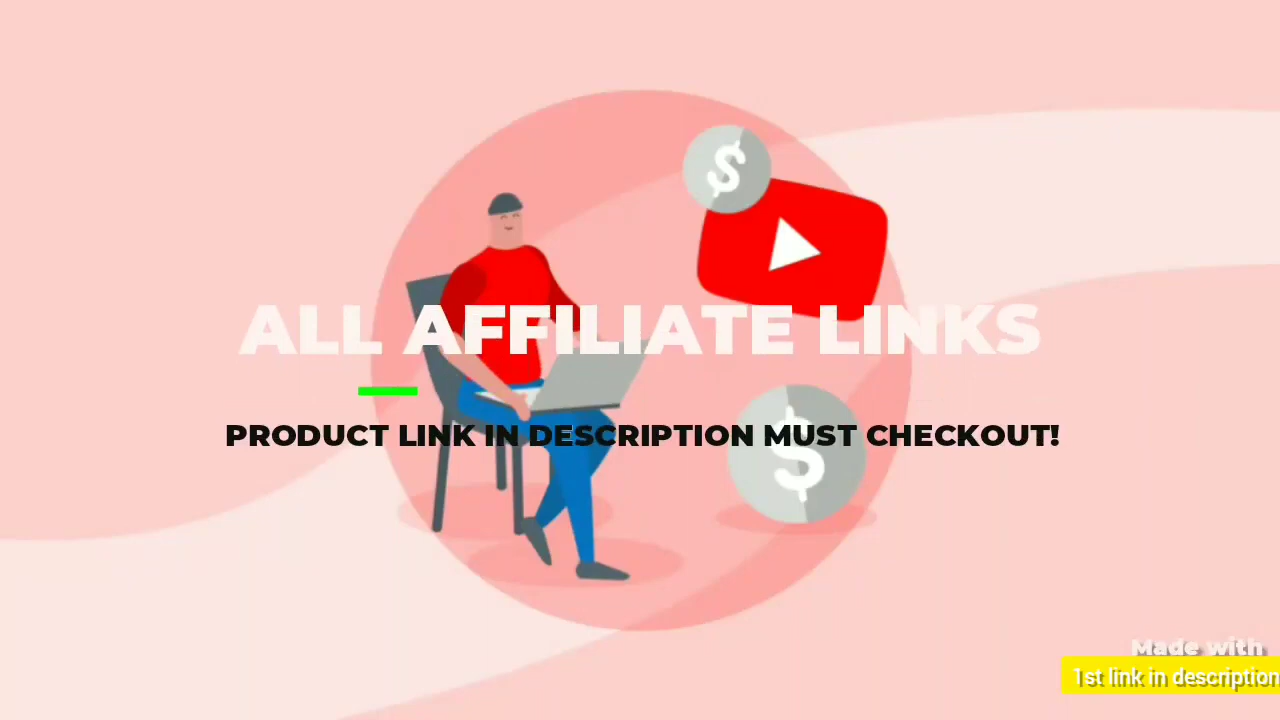 ALL AFFILIATE LINKS
PRODUCT LINK IN DESCRIPTION MUST CHECKOUT!
Made with
1st link in description